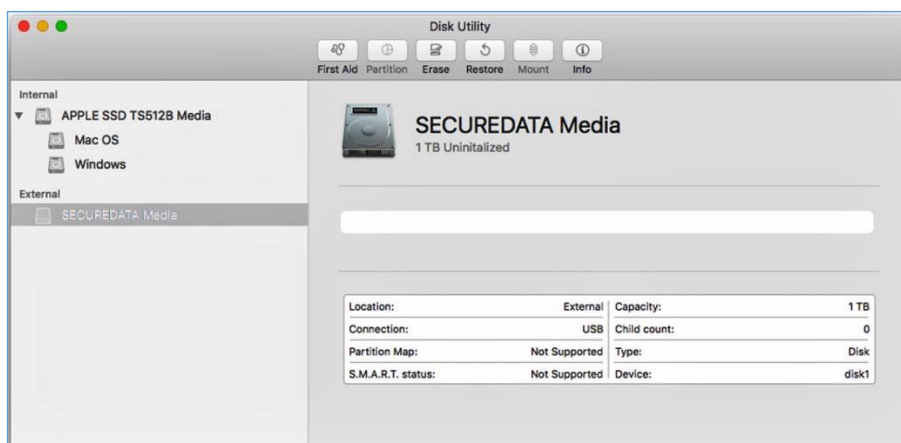 Disk Utility
First Aid Partition Erase Restore Mount Info
Internal
APPLE SSD TS512B Media
Mac OS
Windows
External
SECUREDATA Media
SECUREDATA Media
1 TB Uninitalized
Location: External Capacity: 1 TB
Connection: USB Child count: 0
Partition Map: Not Supported Type: Disk
S.M.A.R.T. status: Not Supported Device: disk1